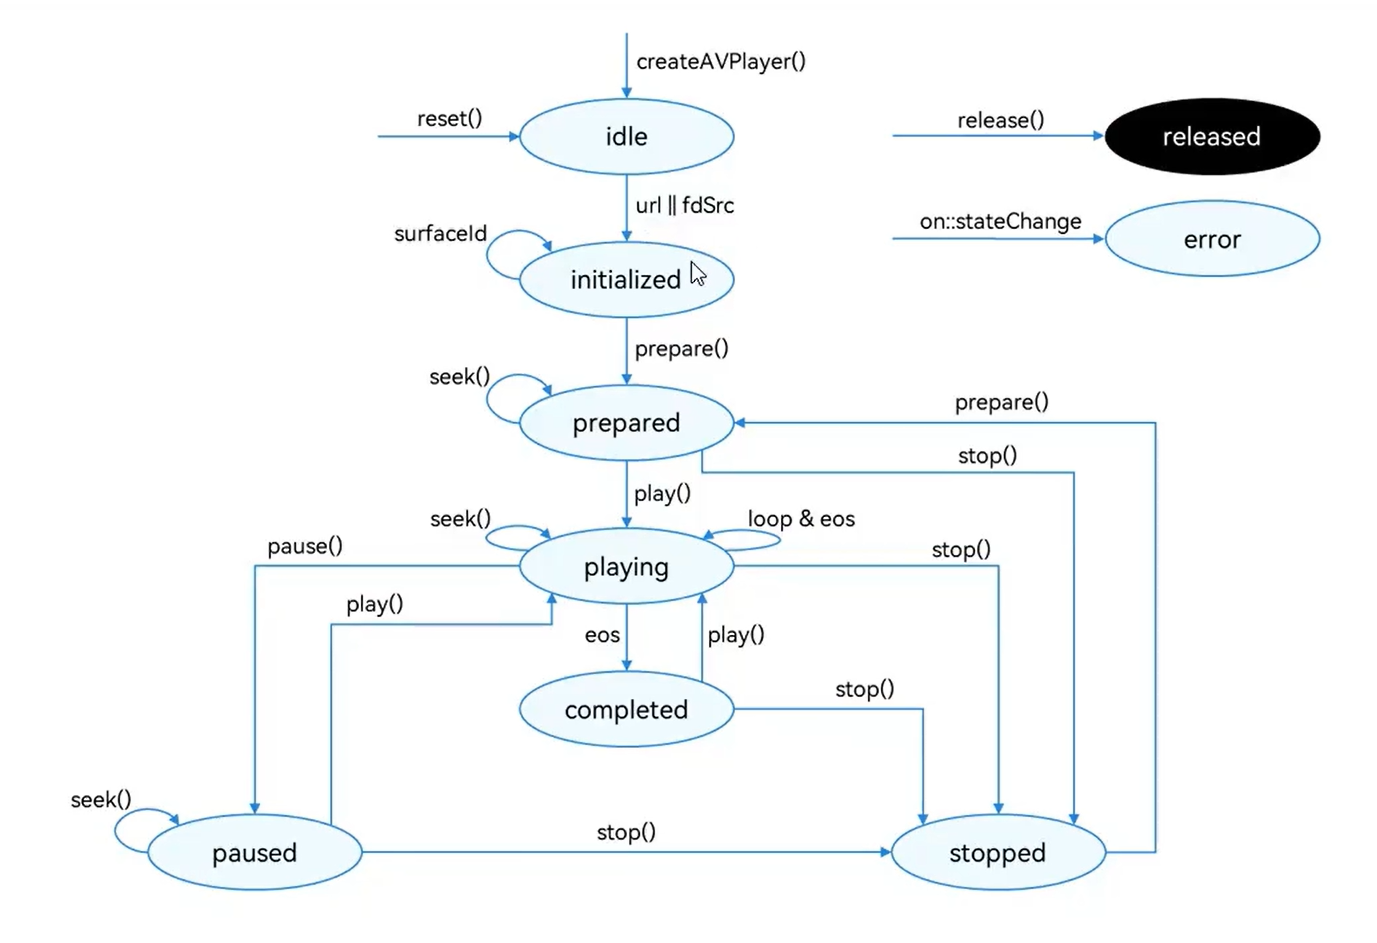 createAVPlayer()
reset()
idle
release()
released
url || fdSrc
on::stateChange
error
surfaceId
initialized
prepare()
seek()
prepared
prepare()
stop()
play()
seek()
loop & eos
pause()
playing
stop()
play()
eos
play()
completed
stop()
seek()
paused
stop()
stopped